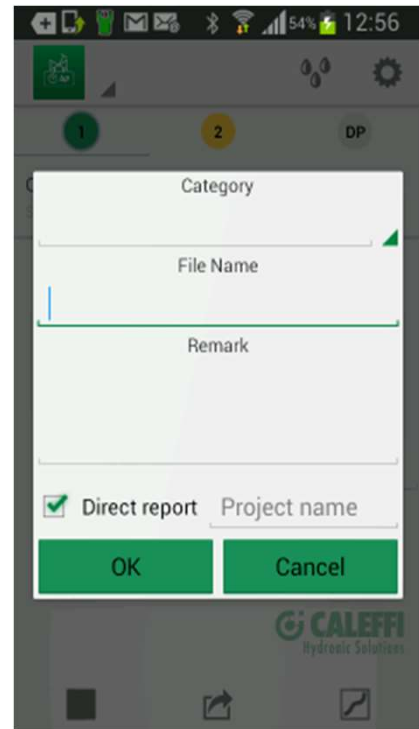 54% 12:56
1 2 DP
Category
File Name
Remark
Direct report Project name
OK Cancel
CALEFFI
Hydronic Solutions